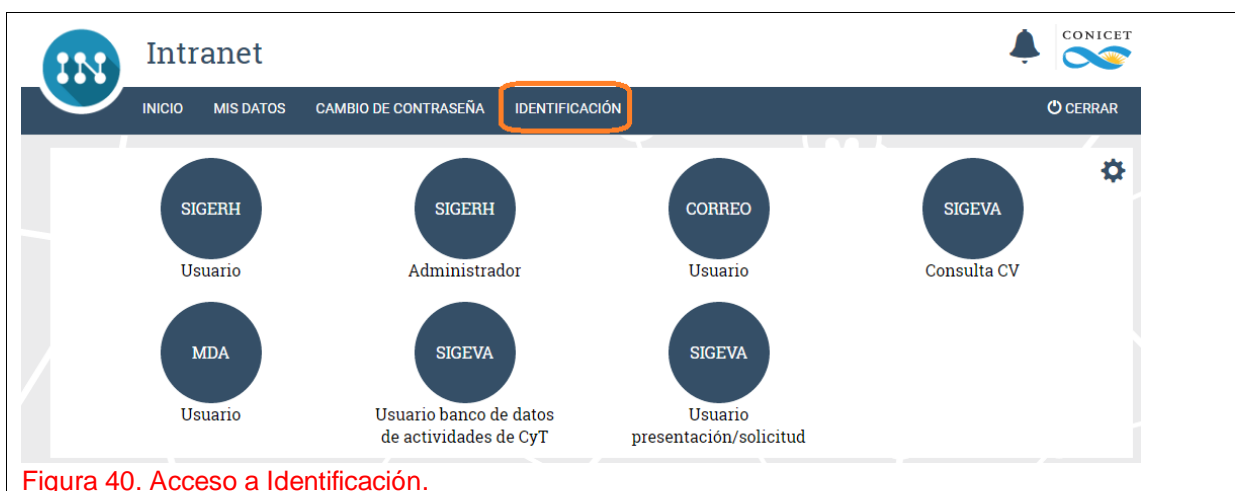 IN
Intranet
CONICET
INICIO MIS DATOS CAMBIO DE CONTRASEÑA IDENTIFICACIÓN CERRAR
SIGERH SIGERH CORREO SIGEVA
Usuario Administrador Usuario Consulta CV
MDA SIGEVA SIGEVA
Usuario Usuario banco de datos Usuario
de actividades de CyT presentación/solicitud
Figura 40. Acceso a Identificación.